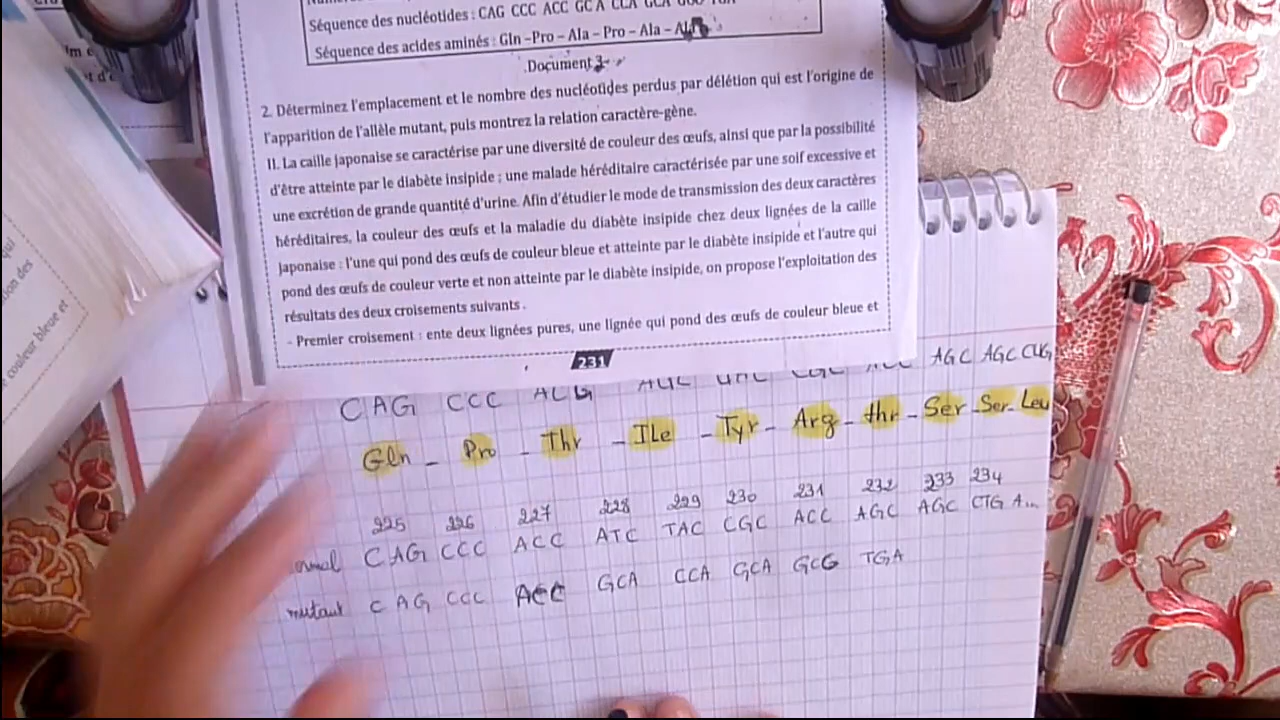 Séquence des nucléotides : CAG CCC ACC GCA CCA GCA
Séquence des acides aminés : Gln –Pro – Ala – Pro – Ala –
Document 3
2. Déterminez l'emplacement et le nombre des nucléotides perdus par délétion qui est l'origine de
l'apparition de l'allèle mutant, puis montrez la relation caractère-gène.
II. La caille japonaise se caractérise par une diversité de couleur des œufs, ainsi que par la possibilité
d'être atteinte par le diabète insipide ; une malade héréditaire caractérisée par une soif excessive et
une excrétion de grande quantité d'urine. Afin d'étudier le mode de transmission des deux caractères
héréditaires, la couleur des œufs et la maladie du diabète insipide chez deux lignées de la caille
japonaise : l'une qui pond des œufs de couleur bleue et atteinte par le diabète insipide et l'autre qui
pond des œufs de couleur verte et non atteinte par le diabète insipide, on propose l'exploitation des
résultats des deux croisements suivants .
- Premier croisement : ente deux lignées pures, une lignée qui pond des œufs de couleur bleue et
231
CAG CCC ACG AGC AGC CUG
Gln – Pro – Thr – ILe – Tyr – Arg – thr – Ser – Ser – Leu
225 226 227 228 229 230 231 232 233 234
CAG CCC ACC ATC TAC CGC ACC AGC AGC CTG A...
mutant CAG CCC ACC GCA CCA GCA GCG TGA
couleur bleue et